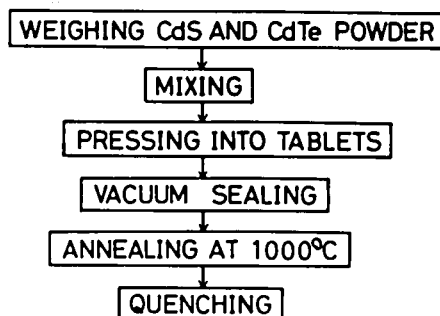 WEIGHING CdS AND CdTe POWDER
MIXING
PRESSING INTO TABLETS
VACUUM SEALING
ANNEALING AT 1000°C
QUENCHING